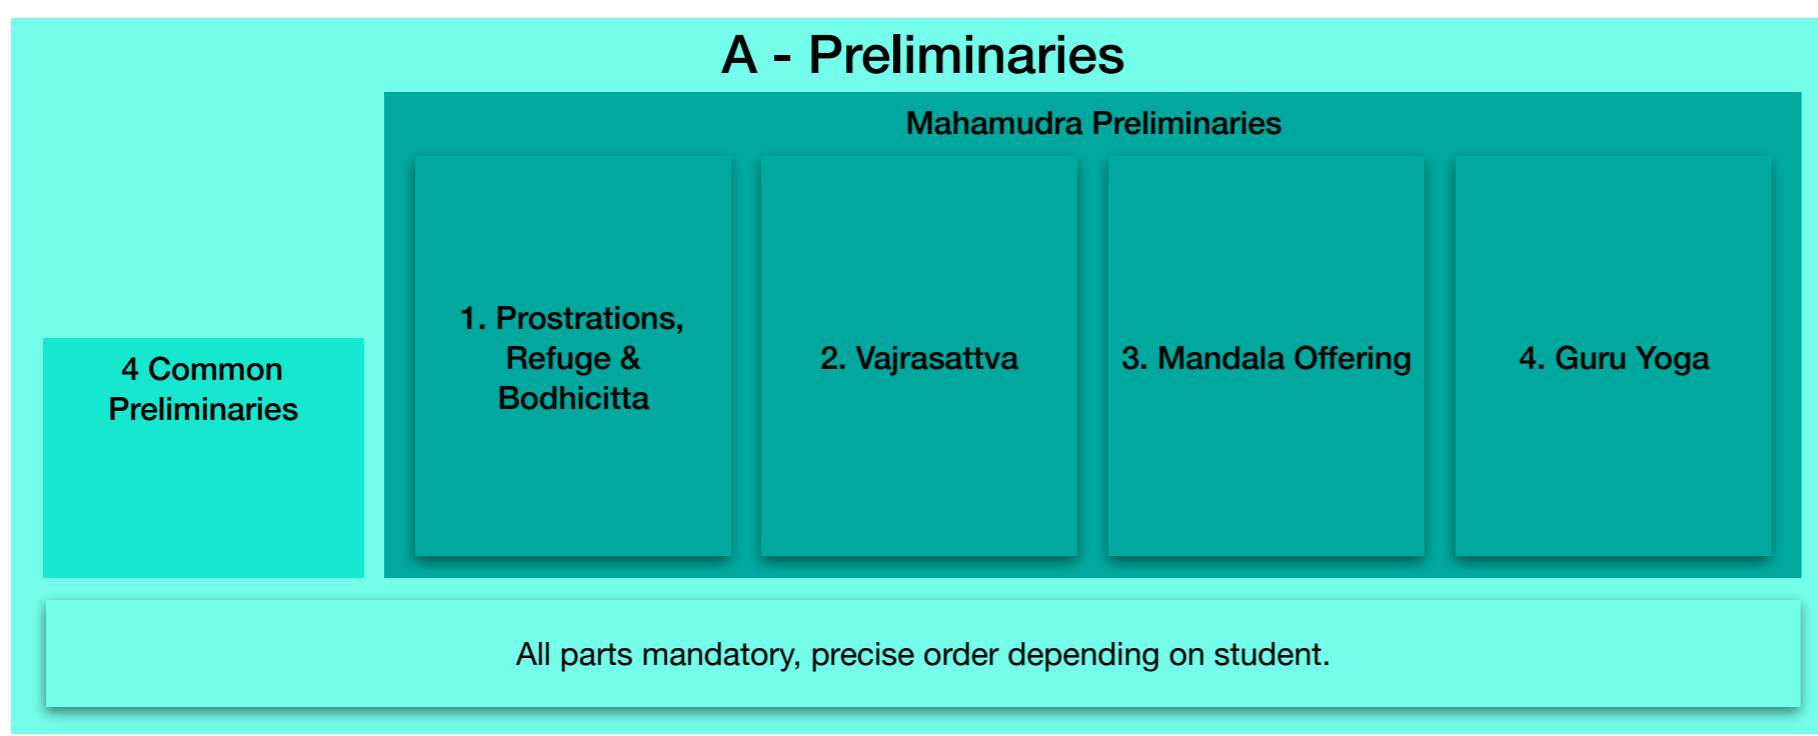 A - Preliminaries
Mahamudra Preliminaries
4 Common
Preliminaries
1. Prostrations,
Refuge &
Bodhicitta
2. Vajrasattva
3. Mandala Offering
4. Guru Yoga
All parts mandatory, precise order depending on student.